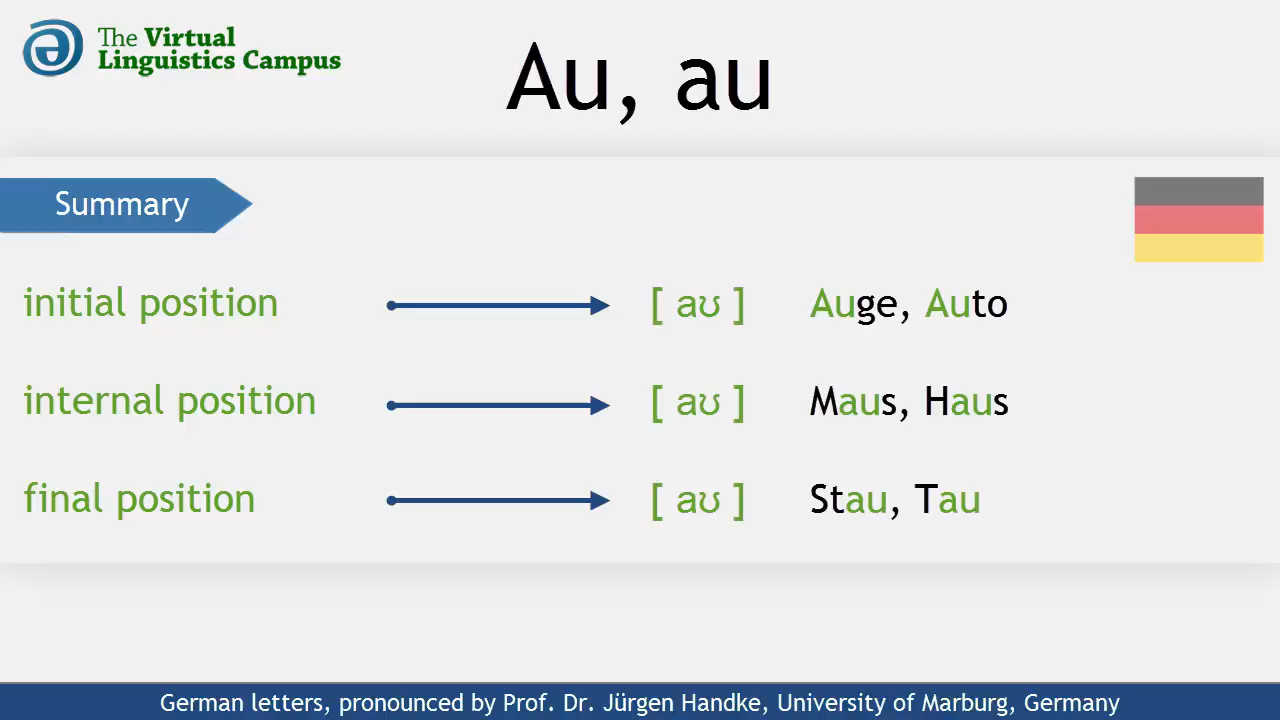 The Virtual
Linguistics Campus
Au, au
Summary
initial position [ aʊ ] Auge, Auto
internal position [ aʊ ] Maus, Haus
final position [ aʊ ] Stau, Tau
German letters, pronounced by Prof. Dr. Jürgen Handke, University of Marburg, Germany